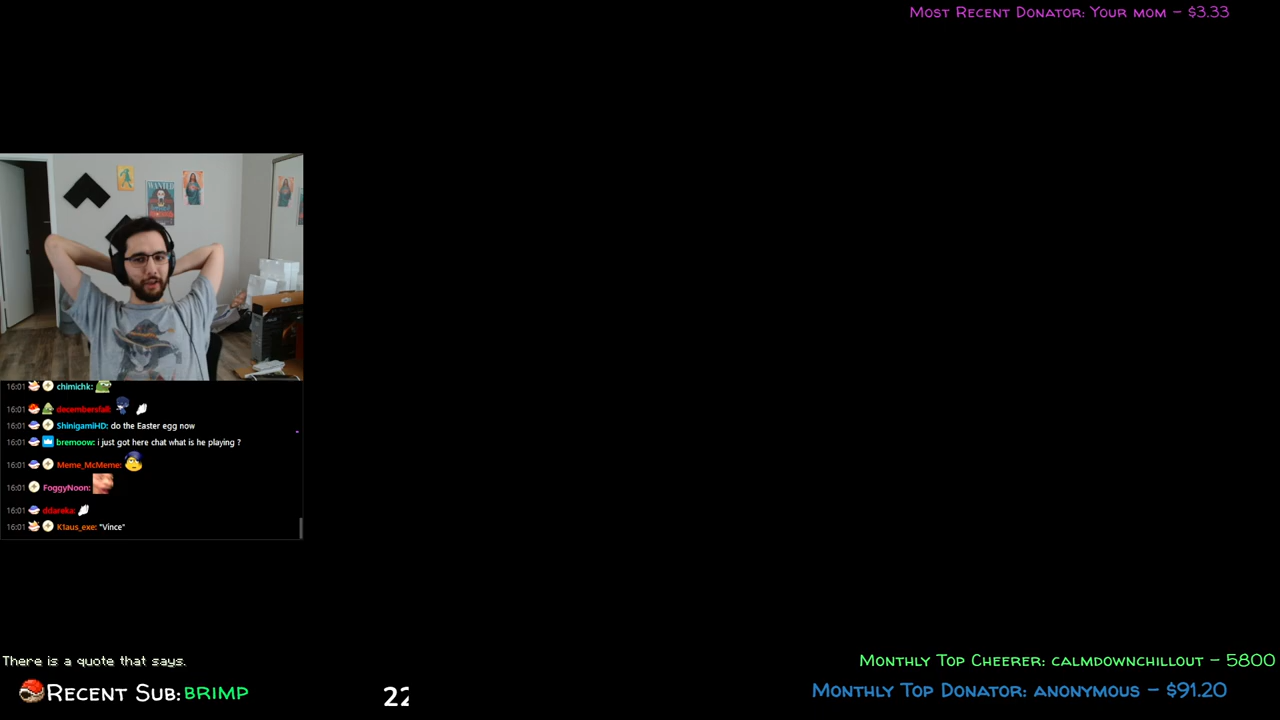 Most Recent Donator: Your mom - $3.33
WANTED
16:01 chimichk:
16:01 decembersfall:
16:01 ShinigamiHD: do the Easter egg now
16:01 bremoow: i just got here chat what is he playing ?
16:01 Meme_McMeme:
16:01 FoggyNoon:
16:01 ddareka:
16:01 K1aus_exe: "Vince"
There is a quote that says.
Monthly Top Cheerer: calmdownchillout - 5800
Recent Sub: BRIMP
22
Monthly Top Donator: anonymous - $91.20